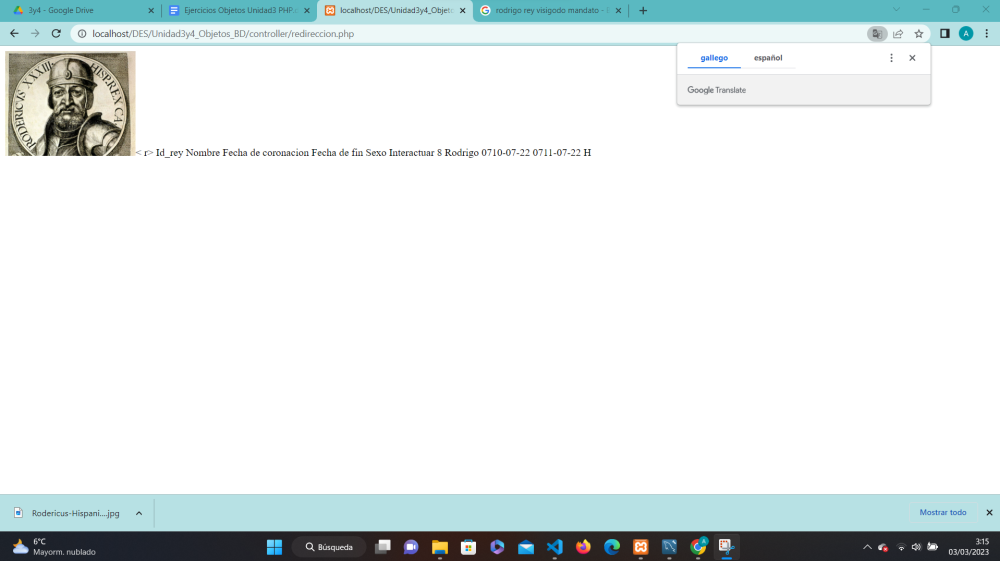 3y4 - Google Drive
Ejercicios Objetos Unidad3 PHP
localhost/DES/Unidad3y4_Objeto
rodrigo rey visigodo mandato -
localhost/DES/Unidad3y4_Objetos_BD/controller/redireccion.php
A
gallego
español
Google Translate
RODERICVS XXXIII HISP. REX CA
< r> Id_rey Nombre Fecha de coronacion Fecha de fin Sexo Interactuar 8 Rodrigo 0710-07-22 0711-07-22 H
Rodericus-Hispani....jpg
Mostrar todo
6°C
Mayorm. nublado
Búsqueda
3:15
03/03/2023